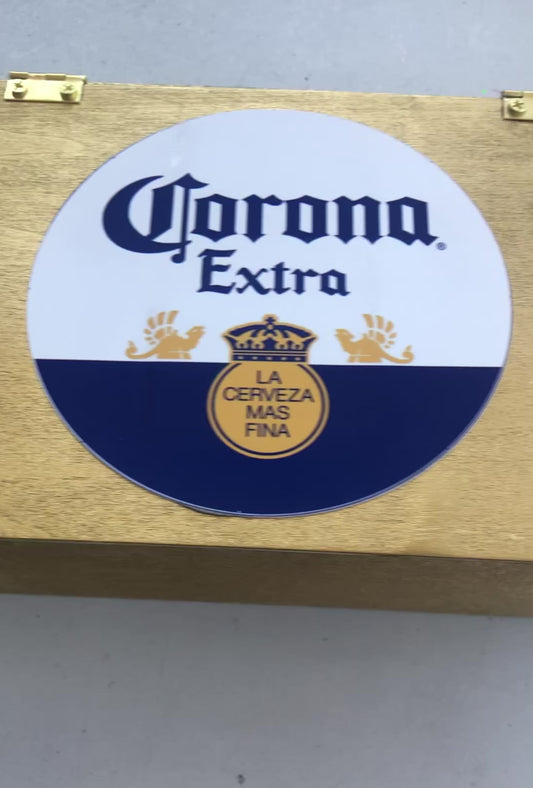 Corona®
Extra
LA
CERVEZA
MAS
FINA